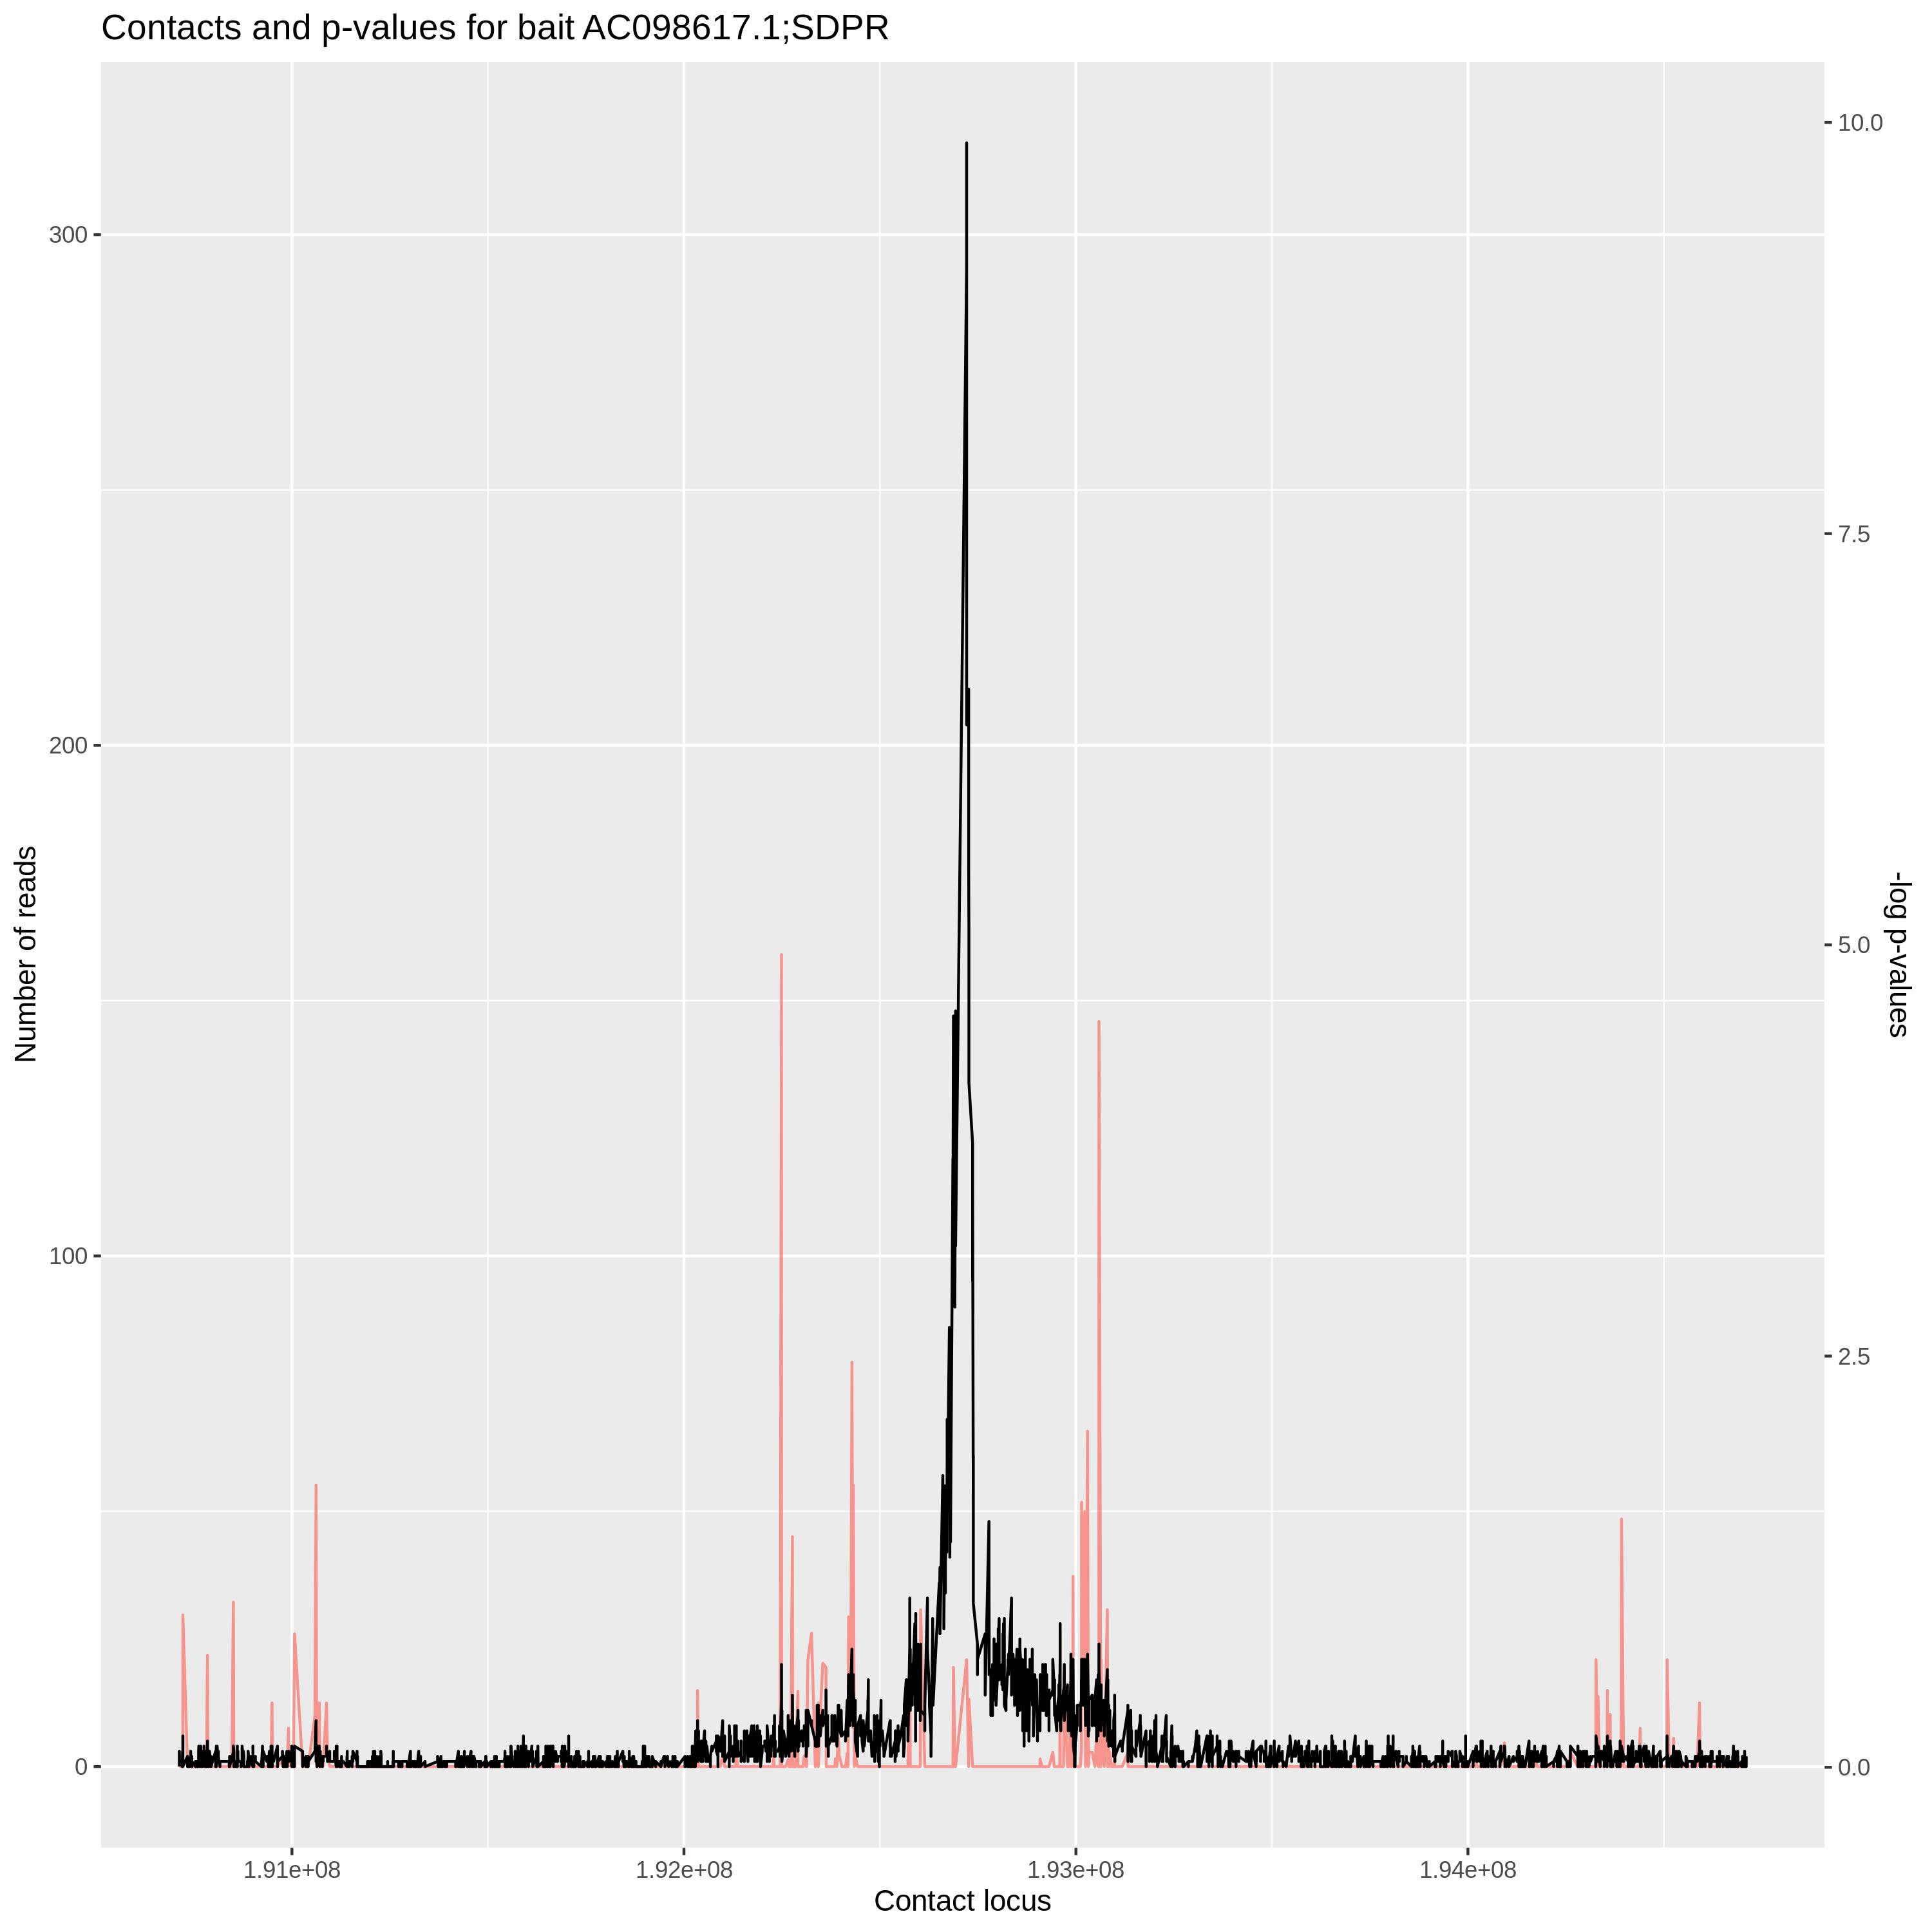 Contacts and p-values for bait AC098617.1;SDPR
10.0
300
7.5
200
5.0
Number of reads
-log p-values
100
2.5
0
0.0
1.91e+08 1.92e+08 1.93e+08 1.94e+08
Contact locus